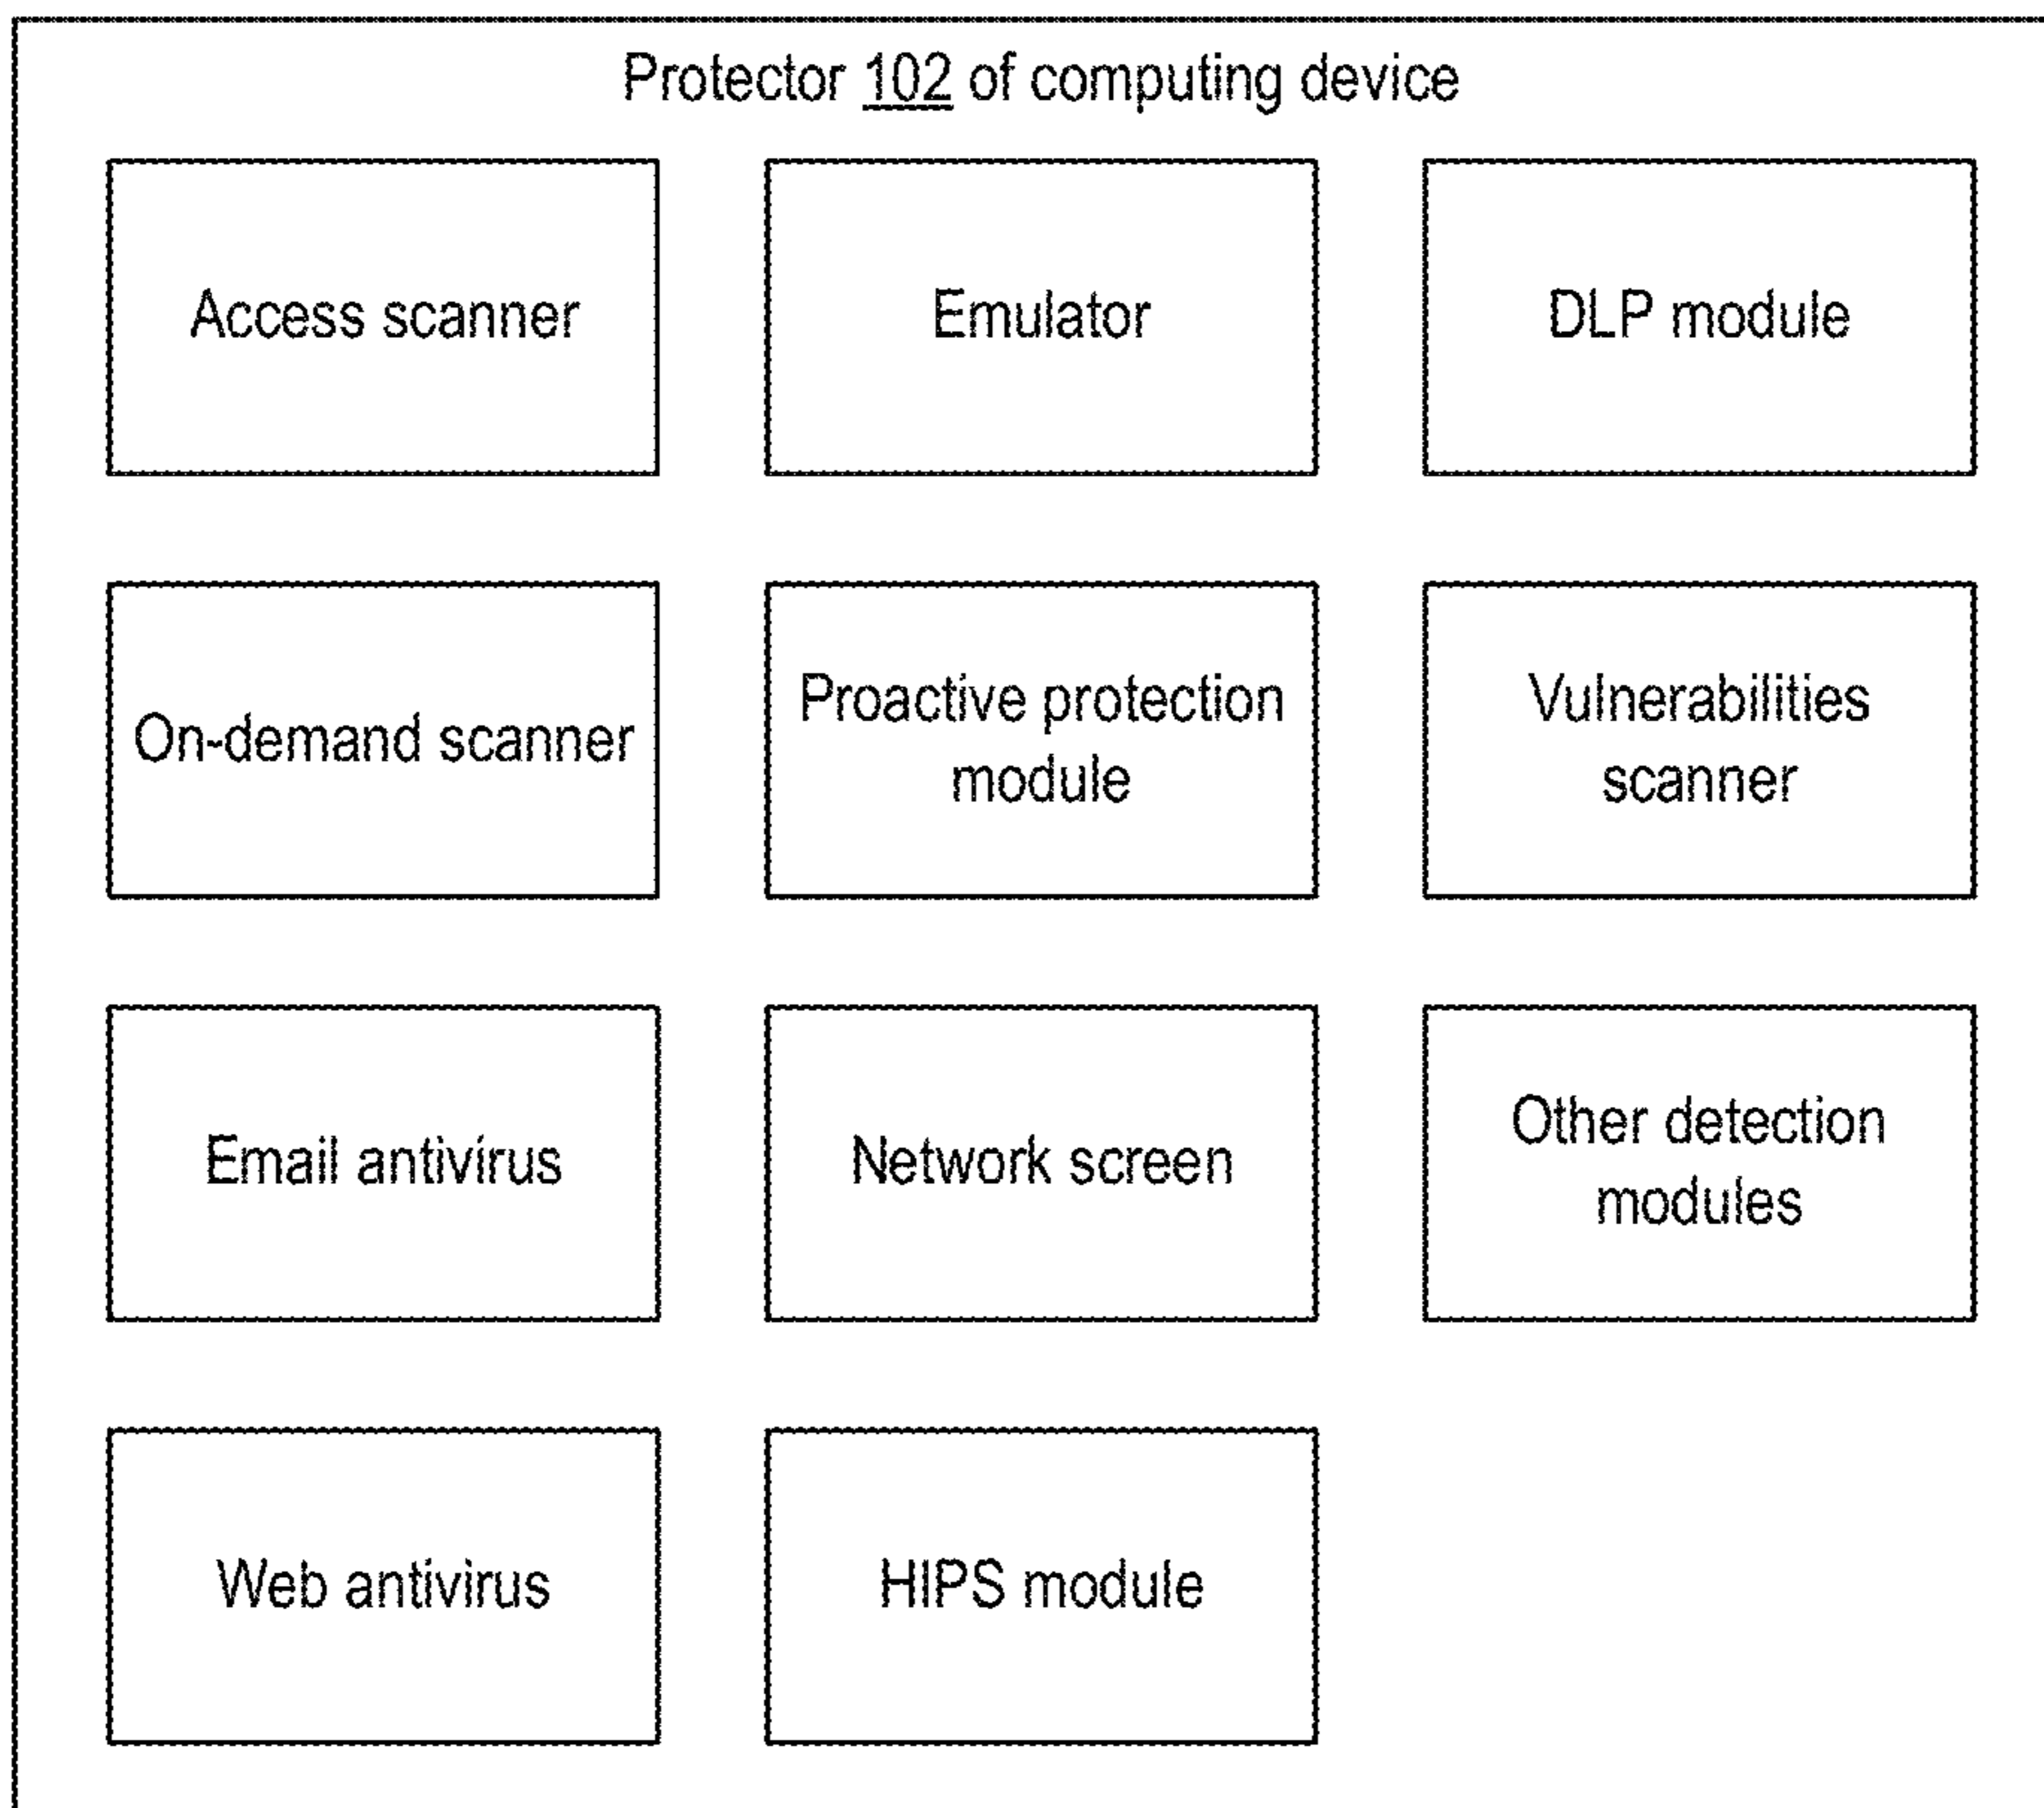 Protector 102 of computing device
Access scanner
Emulator
DLP module
On-demand scanner
Proactive protection
module
Vulnerabilities
scanner
Email antivirus
Network screen
Other detection
modules
Web antivirus
HIPS module